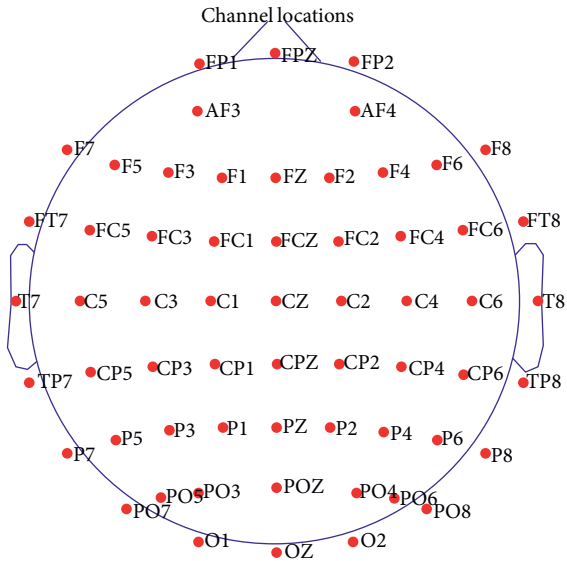 Channel locations
FP1 FPZ FP2
AF3 AF4
F7 F5 F3 F1 FZ F2 F4 F6 F8
FT7 FC5 FC3 FC1 FCZ FC2 FC4 FC6 FT8
T7 C5 C3 C1 CZ C2 C4 C6 T8
TP7 CP5 CP3 CP1 CPZ CP2 CP4 CP6 TP8
P7 P5 P3 P1 PZ P2 P4 P6 P8
PO7 PO5 PO3 POZ PO4 PO6 PO8
O1 OZ O2